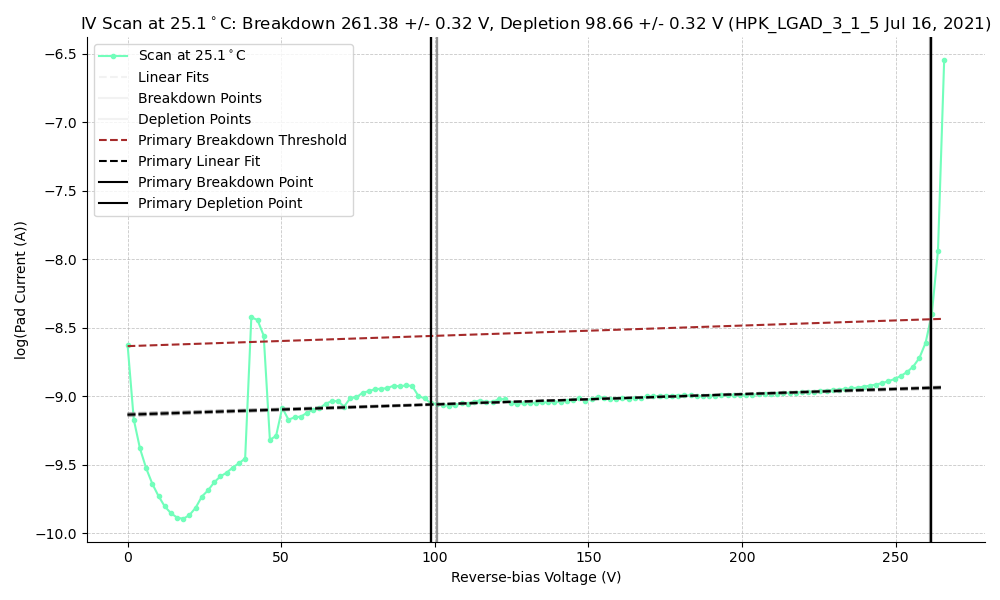 IV Scan at 25.1°C: Breakdown 261.38 +/- 0.32 V, Depletion 98.66 +/- 0.32 V (HPK_LGAD_3_1_5 Jul 16, 2021)
Scan at 25.1°C
Linear Fits
Breakdown Points
Depletion Points
Primary Breakdown Threshold
Primary Linear Fit
Primary Breakdown Point
Primary Depletion Point
log(Pad Current (A))
−6.5
−7.0
−7.5
−8.0
−8.5
−9.0
−9.5
−10.0
0 50 100 150 200 250
Reverse-bias Voltage (V)